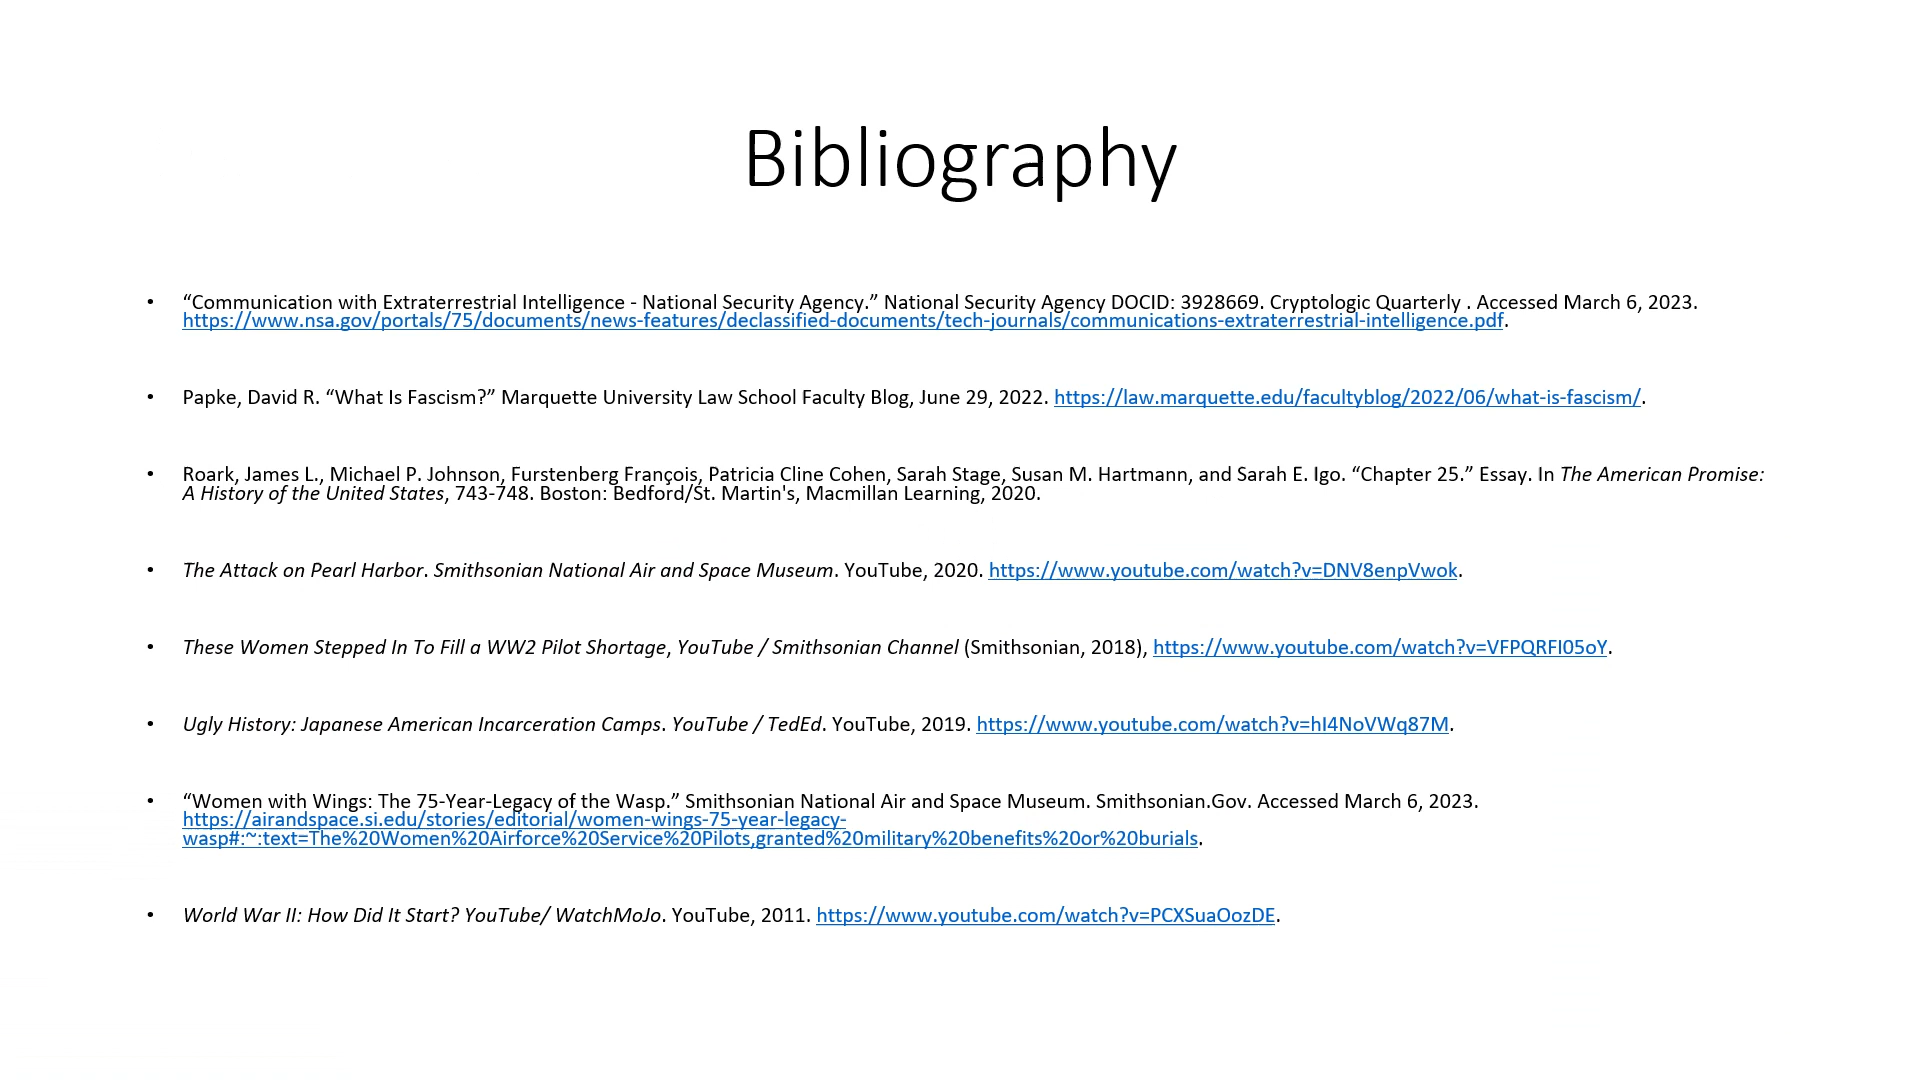 Bibliography
• “Communication with Extraterrestrial Intelligence - National Security Agency.” National Security Agency DOCID: 3928669. Cryptologic Quarterly . Accessed March 6, 2023.
https://www.nsa.gov/portals/75/documents/news-features/declassified-documents/tech-journals/communications-extraterrestrial-intelligence.pdf.
• Papke, David R. “What Is Fascism?” Marquette University Law School Faculty Blog, June 29, 2022. https://law.marquette.edu/facultyblog/2022/06/what-is-fascism/.
• Roark, James L., Michael P. Johnson, Furstenberg François, Patricia Cline Cohen, Sarah Stage, Susan M. Hartmann, and Sarah E. Igo. “Chapter 25.” Essay. In The American Promise:
A History of the United States, 743-748. Boston: Bedford/St. Martin's, Macmillan Learning, 2020.
• The Attack on Pearl Harbor. Smithsonian National Air and Space Museum. YouTube, 2020. https://www.youtube.com/watch?v=DNV8enpVwok.
• These Women Stepped In To Fill a WW2 Pilot Shortage, YouTube / Smithsonian Channel (Smithsonian, 2018), https://www.youtube.com/watch?v=VFPQRFI05oY.
• Ugly History: Japanese American Incarceration Camps. YouTube / TedEd. YouTube, 2019. https://www.youtube.com/watch?v=hI4NoVWq87M.
• “Women with Wings: The 75-Year-Legacy of the Wasp.” Smithsonian National Air and Space Museum. Smithsonian.Gov. Accessed March 6, 2023.
https://airandspace.si.edu/stories/editorial/women-wings-75-year-legacy-
wasp#:~:text=The%20Women%20Airforce%20Service%20Pilots,granted%20military%20benefits%20or%20burials.
• World War II: How Did It Start? YouTube/ WatchMoJo. YouTube, 2011. https://www.youtube.com/watch?v=PCXSuaOozDE.